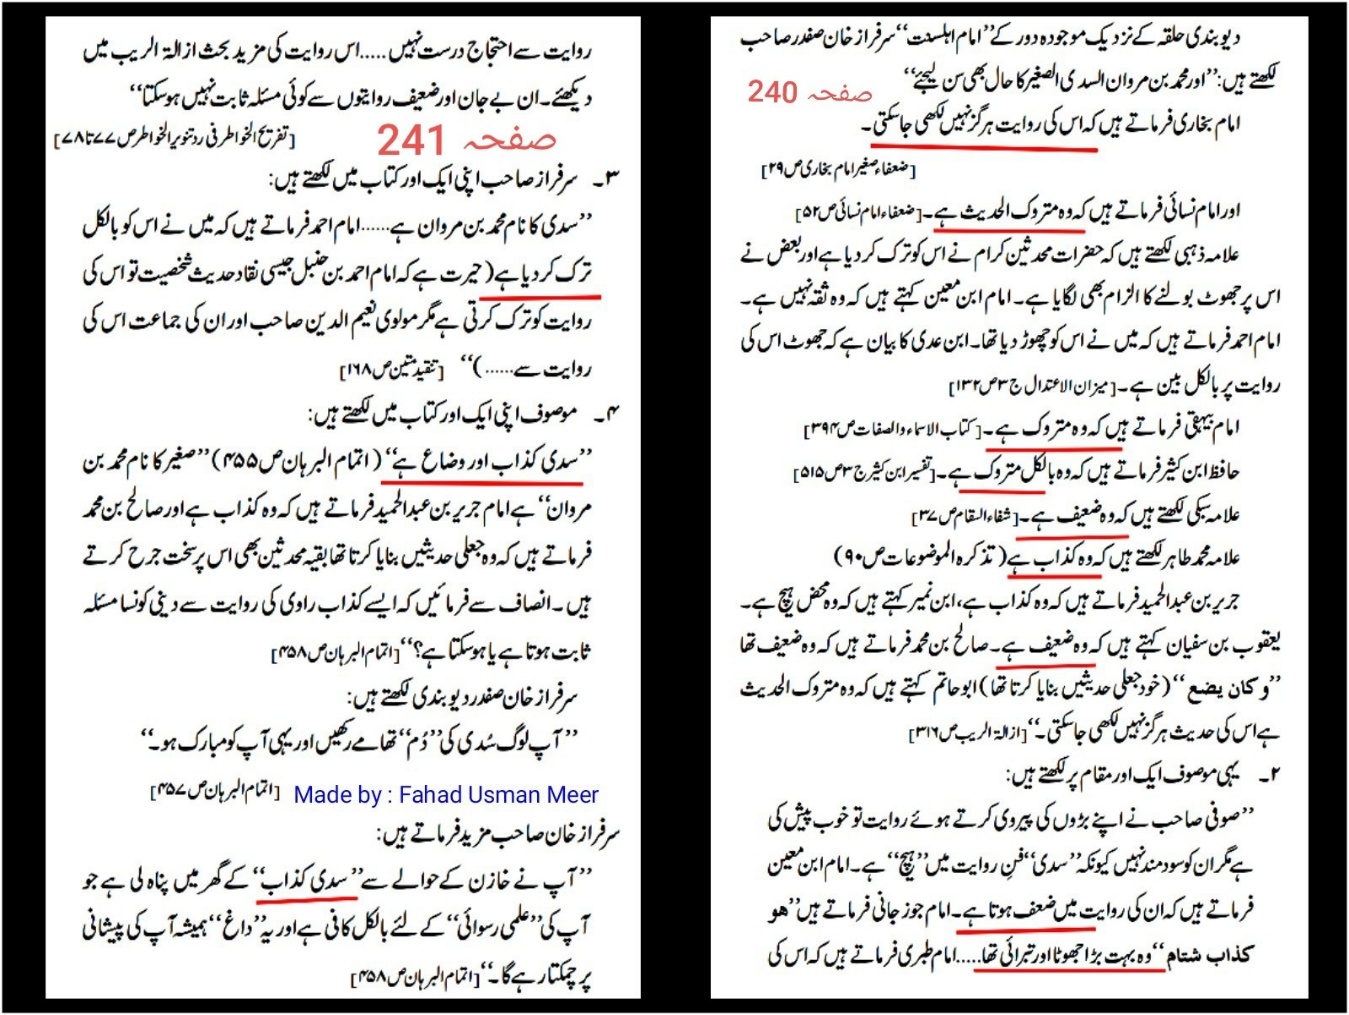 دیوبندی حلقہ کے نزدیک موجودہ دور کے ’’امام اہلسنت‘‘ سرفراز خان صفدر صاحب
لکھتے ہیں: ’’اور محمد بن مروان السدی الصغیر کا حال بھی سن لیجئے‘‘
صفحہ 240
امام بخاری فرماتے ہیں کہ اس کی روایت ہرگز نہیں لکھی جاسکتی۔
[ضعفاء صغیر امام بخاری ص ۲۹]
اور امام نسائی فرماتے ہیں کہ وہ متروک الحدیث ہے۔ [ضعفاء امام نسائی ص ۵۲]
علامہ ذہبی لکھتے ہیں کہ حضرات محدثین کرام نے اس کو ترک کر دیا ہے اور بعض نے
اس پر جھوٹ بولنے کا الزام بھی لگایا ہے۔ امام ابن معین کہتے ہیں کہ وہ ثقہ نہیں ہے۔
امام احمد فرماتے ہیں کہ میں نے اس کو چھوڑ دیا تھا۔ ابن عدی کا بیان ہے کہ جھوٹ اس کی
روایت پر بالکل بین ہے۔ [میزان الاعتدال ج ۳ ص ۱۳۲]
امام بیہقی فرماتے ہیں کہ وہ متروک ہے۔ [کتاب الاسماء والصفات ص ۳۹۴]
حافظ ابن کثیر فرماتے ہیں کہ وہ بالکل متروک ہے۔ [تفسیر ابن کثیر ج ۳ ص ۵۱۵]
علامہ سبکی لکھتے ہیں کہ وہ ضعیف ہے۔ [شفاء السقام ص ۳۷]
علامہ محمد طاہر لکھتے ہیں کہ وہ کذاب ہے (تذکرہ الموضوعات ص ۹۰)
جریر بن عبدالحمید فرماتے ہیں کہ وہ کذاب ہے، ابن نمیر کہتے ہیں کہ وہ محض ہیچ ہے۔
یعقوب بن سفیان کہتے ہیں کہ وہ ضعیف ہے۔ صالح بن محمد فرماتے ہیں کہ وہ ضعیف تھا
’’و کان یضع‘‘ (خود جعلی حدیثیں بنایا کرتا تھا) ابوحاتم کہتے ہیں کہ وہ متروک الحدیث
ہے اس کی حدیث ہرگز نہیں لکھی جاسکتی۔‘‘ [ازالۃ الریب ص ۳۱۶]
۲۔ یہی موصوف ایک اور مقام پر لکھتے ہیں:
’’صوفی صاحب نے اپنے بڑوں کی پیروی کرتے ہوئے روایت تو خوب پیش کی
ہے مگر ان کو سود مند نہیں کیونکہ ’’سدی‘‘ فن روایت میں ’’ہیچ‘‘ ہے۔ امام ابن معین
فرماتے ہیں کہ ان کی روایت میں ضعف ہوتا ہے۔ امام جوزجانی فرماتے ہیں ’’ھو
کذاب شتام‘‘ وہ بہت بڑا جھوٹا اور تبرائی تھا.....امام طبری فرماتے ہیں کہ اس کی
روایت سے احتجاج درست نہیں.....اس روایت کی مزید بحث ازالۃ الریب میں
دیکھئے۔ ان بے جان اور ضعیف روایتوں سے کوئی مسئلہ ثابت نہیں ہو سکتا‘‘
صفحہ 241
[تفریح الخواطر فی رد تنویر الخواطر ص ۷۷ تا ۷۸]
۳۔ سرفراز صاحب اپنی ایک اور کتاب میں لکھتے ہیں:
’’سدی کا نام محمد بن مروان ہے......امام احمد فرماتے ہیں کہ میں نے اس کو بالکل
ترک کر دیا ہے (حیرت ہے کہ امام احمد بن حنبل جیسی نقاد حدیث شخصیت تو اس کی
روایت کو ترک کرتی ہے مگر مولوی نعیم الدین صاحب اور ان کی جماعت اس کی
روایت سے......)‘‘ [تنقید متین ص ۱۶۸]
۴۔ موصوف اپنی ایک اور کتاب میں لکھتے ہیں:
’’سدی کذاب اور وضاع ہے‘‘ (اتمام البرہان ص ۴۵۵) ’’صغیر کا نام محمد بن
مروان‘‘ ہے امام جریر بن عبدالحمید فرماتے ہیں کہ وہ کذاب ہے اور صالح بن محمد
فرماتے ہیں کہ وہ جعلی حدیثیں بنایا کرتا تھا بقیہ محدثین بھی اس پر سخت جرح کرتے
ہیں۔ انصاف سے فرمائیں کہ ایسے کذاب راوی کی روایت سے دینی کونسا مسئلہ
ثابت ہوتا ہے یا ہو سکتا ہے؟‘‘ [اتمام البرہان ص ۴۵۸]
سرفراز خان صفدر دیوبندی لکھتے ہیں:
’’آپ لوگ سُدی کی ’’دُم‘‘ تھامے رکھیں اور یہی آپ کو مبارک ہو۔‘‘
[اتمام البرہان ص ۴۵۷]
Made by : Fahad Usman Meer
سرفراز خان صاحب مزید فرماتے ہیں:
’’آپ نے خازن کے حوالے سے ’’سدی کذاب‘‘ کے گھر میں پناہ لی ہے جو
آپ کی ’’علمی رسوائی‘‘ کے لئے بالکل کافی ہے اور یہ ’’داغ‘‘ ہمیشہ آپ کی پیشانی
پر چمکتا رہے گا۔‘‘ [اتمام البرہان ص ۴۵۸]